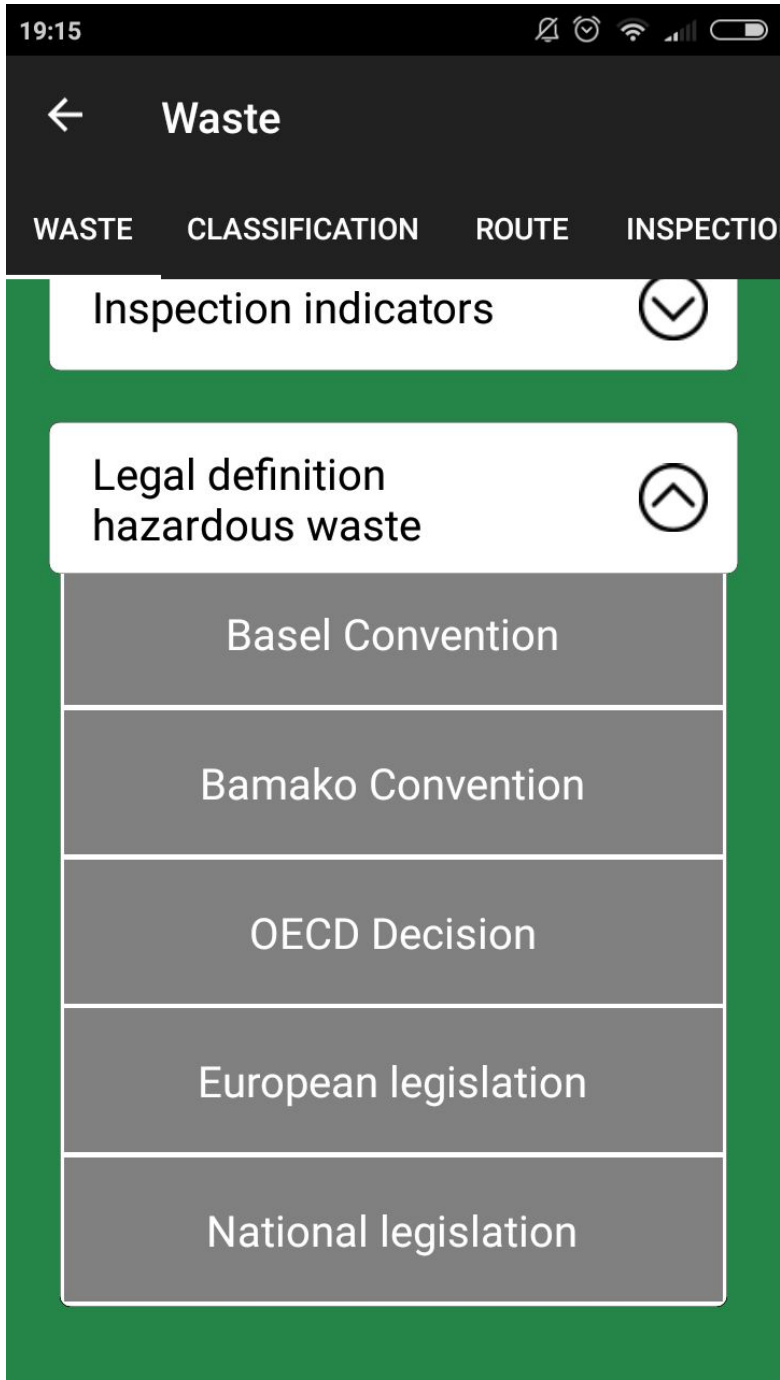 19:15
Waste
WASTE CLASSIFICATION ROUTE INSPECTIO
Inspection indicators
Legal definition
hazardous waste
Basel Convention
Bamako Convention
OECD Decision
European legislation
National legislation